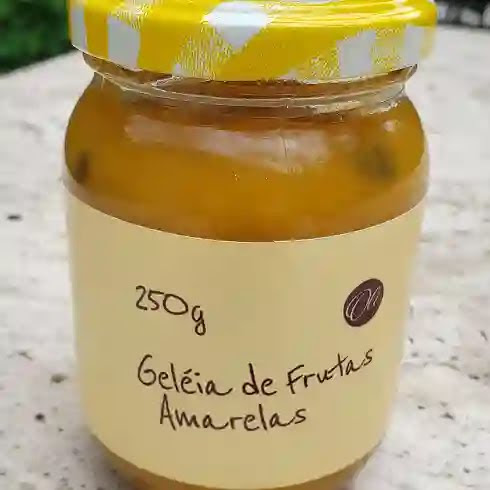 250g
Geléia de Frutas
Amarelas